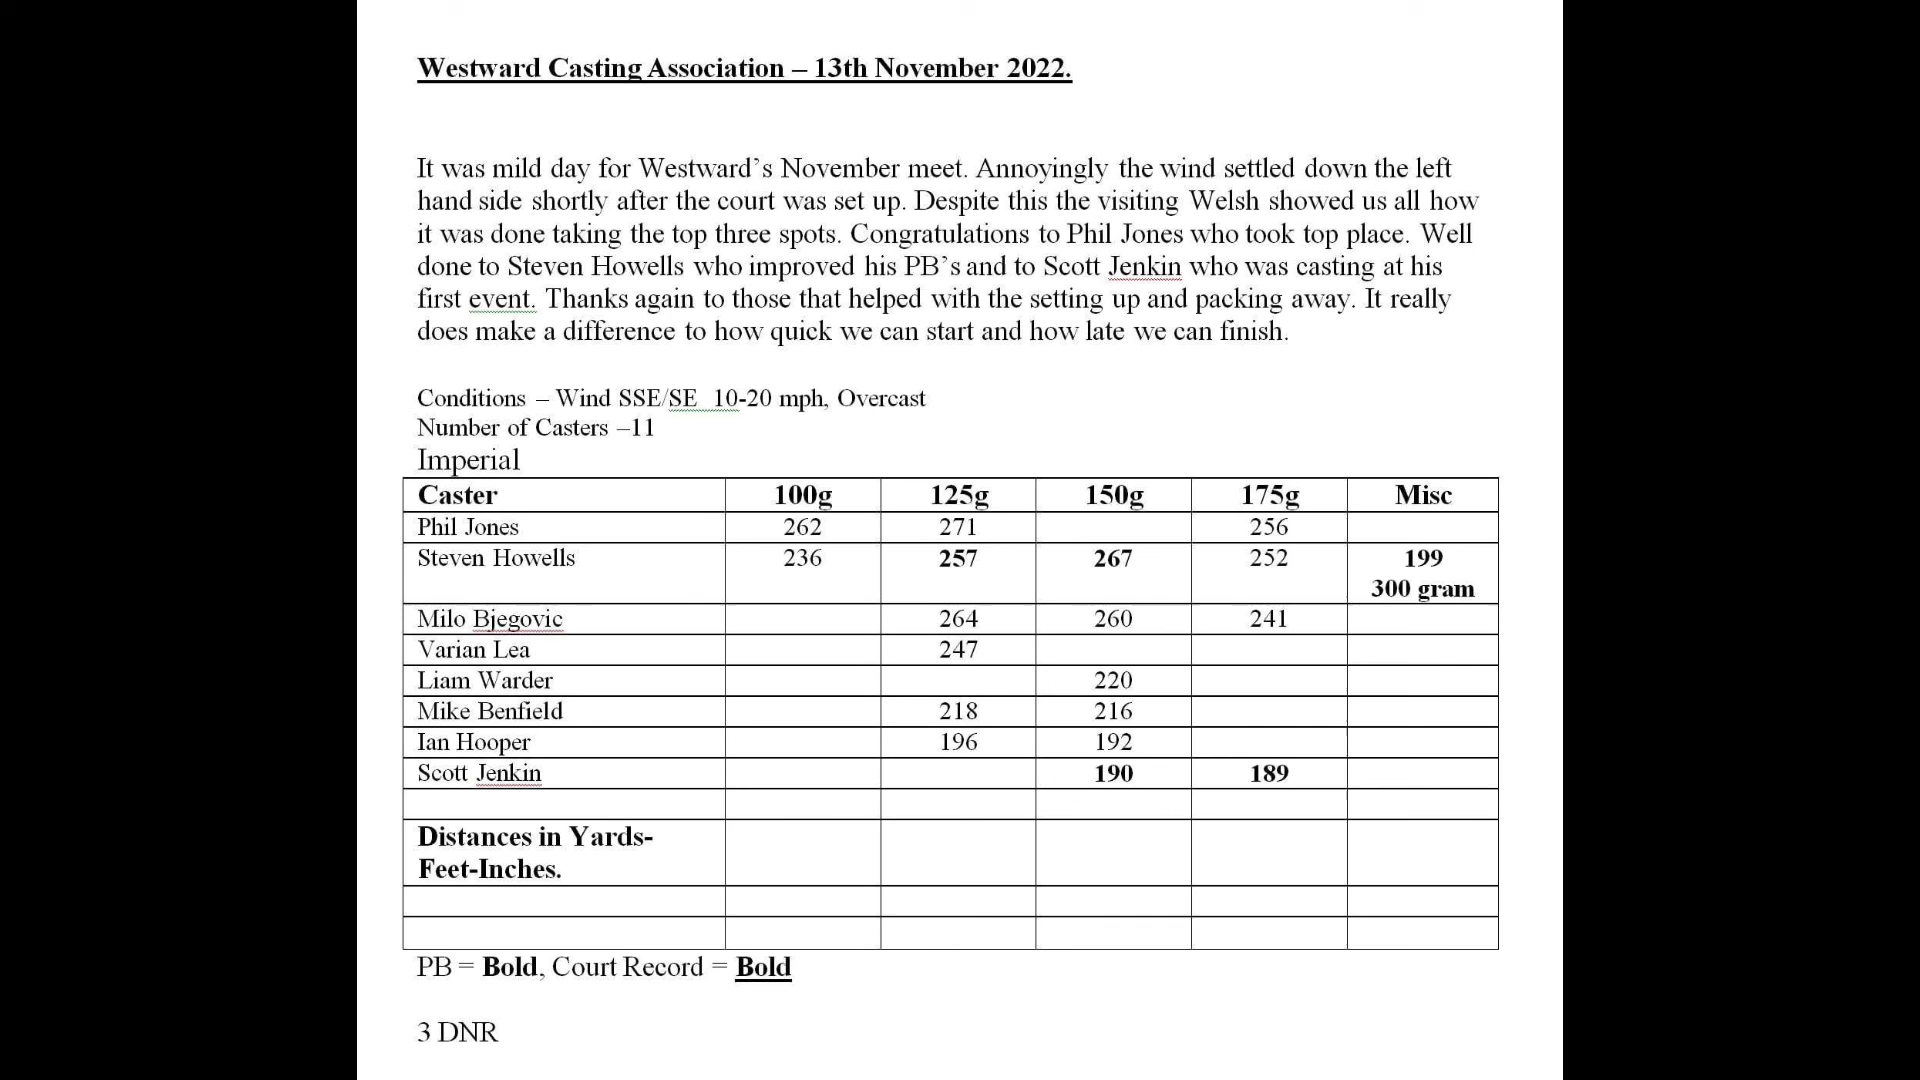 Westward Casting Association – 13th November 2022.
It was mild day for Westward’s November meet. Annoyingly the wind settled down the left
hand side shortly after the court was set up. Despite this the visiting Welsh showed us all how
it was done taking the top three spots. Congratulations to Phil Jones who took top place. Well
done to Steven Howells who improved his PB’s and to Scott Jenkin who was casting at his
first event. Thanks again to those that helped with the setting up and packing away. It really
does make a difference to how quick we can start and how late we can finish.
Conditions – Wind SSE/SE 10-20 mph, Overcast
Number of Casters –11
Imperial
Caster 100g 125g 150g 175g Misc
Phil Jones 262 271 256
Steven Howells 236 257 267 252 199
300 gram
Milo Bjegovic 264 260 241
Varian Lea 247
Liam Warder 220
Mike Benfield 218 216
Ian Hooper 196 192
Scott Jenkin 190 189
Distances in Yards-
Feet-Inches.
PB = Bold, Court Record = Bold
3 DNR